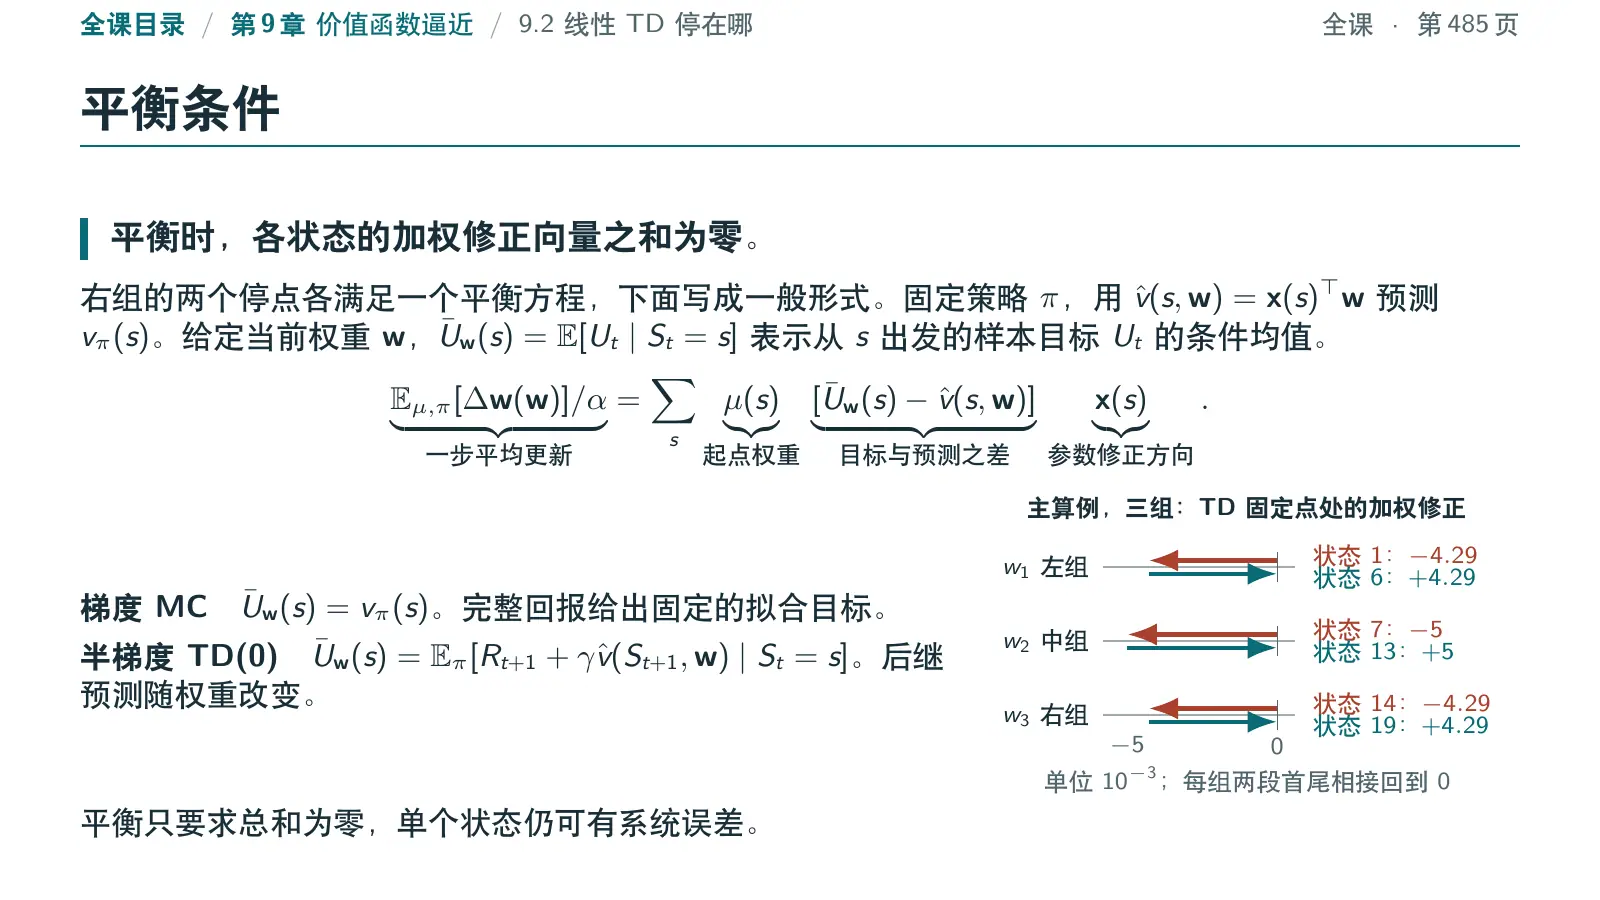 全课目录 / 第 9 章 价值函数逼近 / 9.2 线性 TD 停在哪
全课 · 第 485 页
平衡条件
平衡时，各状态的加权修正向量之和为零。
右组的两个停点各满足一个平衡方程，下面写成一般形式。固定策略 π，用 v̂(s, w) = x(s)⊤w 预测
vπ(s)。给定当前权重 w，Ūw(s) = 𝔼[Ut | St = s] 表示从 s 出发的样本目标 Ut 的条件均值。
𝔼μ,π[Δw(w)]/α = ∑s μ(s) [Ūw(s) − v̂(s, w)] x(s) .
一步平均更新 起点权重 目标与预测之差 参数修正方向
主算例，三组：TD 固定点处的加权修正
w1 左组
状态 1：−4.29
状态 6：+4.29
w2 中组
状态 7：−5
状态 13：+5
w3 右组
状态 14：−4.29
状态 19：+4.29
−5 0
单位 10−3；每组两段首尾相接回到 0
梯度 MC Ūw(s) = vπ(s)。完整回报给出固定的拟合目标。
半梯度 TD(0) Ūw(s) = 𝔼π[Rt+1 + γv̂(St+1, w) | St = s]。后继
预测随权重改变。
平衡只要求总和为零，单个状态仍可有系统误差。